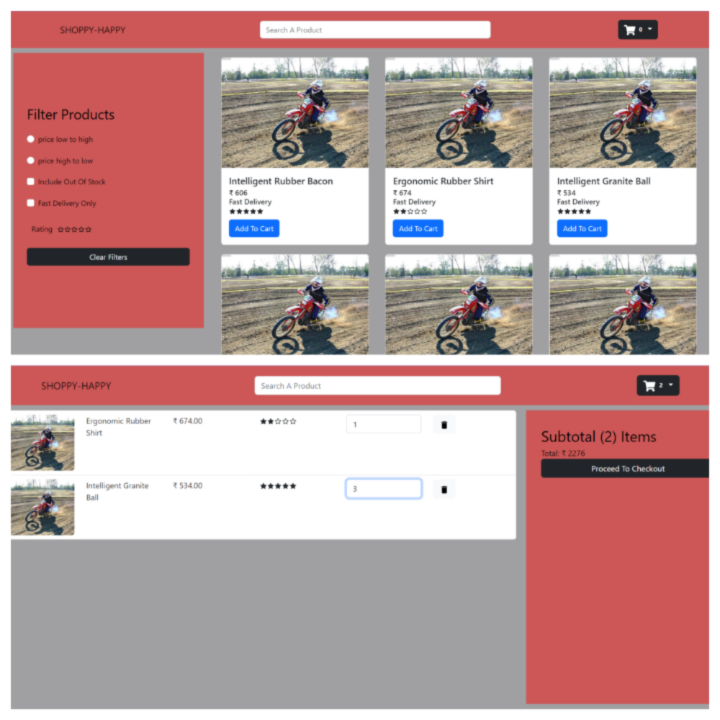 SHOPPY-HAPPY
Search A Product
0
Filter Products
price low to high
price high to low
Include Out Of Stock
Fast Delivery Only
Rating ☆☆☆☆☆
Clear Filters
Intelligent Rubber Bacon
₹ 606
Fast Delivery
★★★★★
Add To Cart
Ergonomic Rubber Shirt
₹ 674
Fast Delivery
★★☆☆☆
Add To Cart
Intelligent Granite Ball
₹ 534
Fast Delivery
★★★★★
Add To Cart
SHOPPY-HAPPY
Search A Product
2
Ergonomic Rubber
Shirt
₹ 674.00
★★☆☆☆
1
Intelligent Granite
Ball
₹ 534.00
★★★★★
3
Subtotal (2) Items
Total: ₹ 2276
Proceed To Checkout